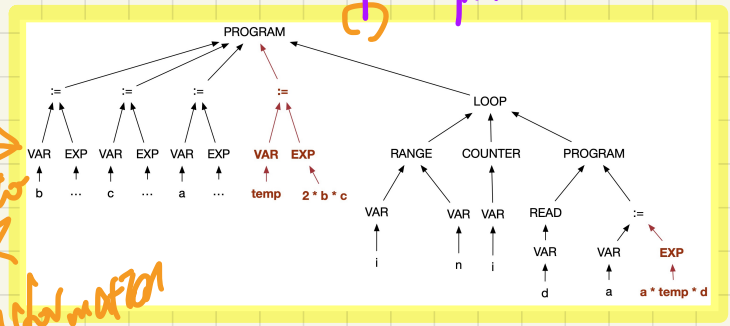 PROGRAM
:= := := :=
LOOP
VAR EXP VAR EXP VAR EXP VAR EXP
RANGE COUNTER PROGRAM
b ... c ... a ... temp 2 * b * c
VAR VAR VAR READ :=
VAR VAR EXP
i n i
d a a * temp * d